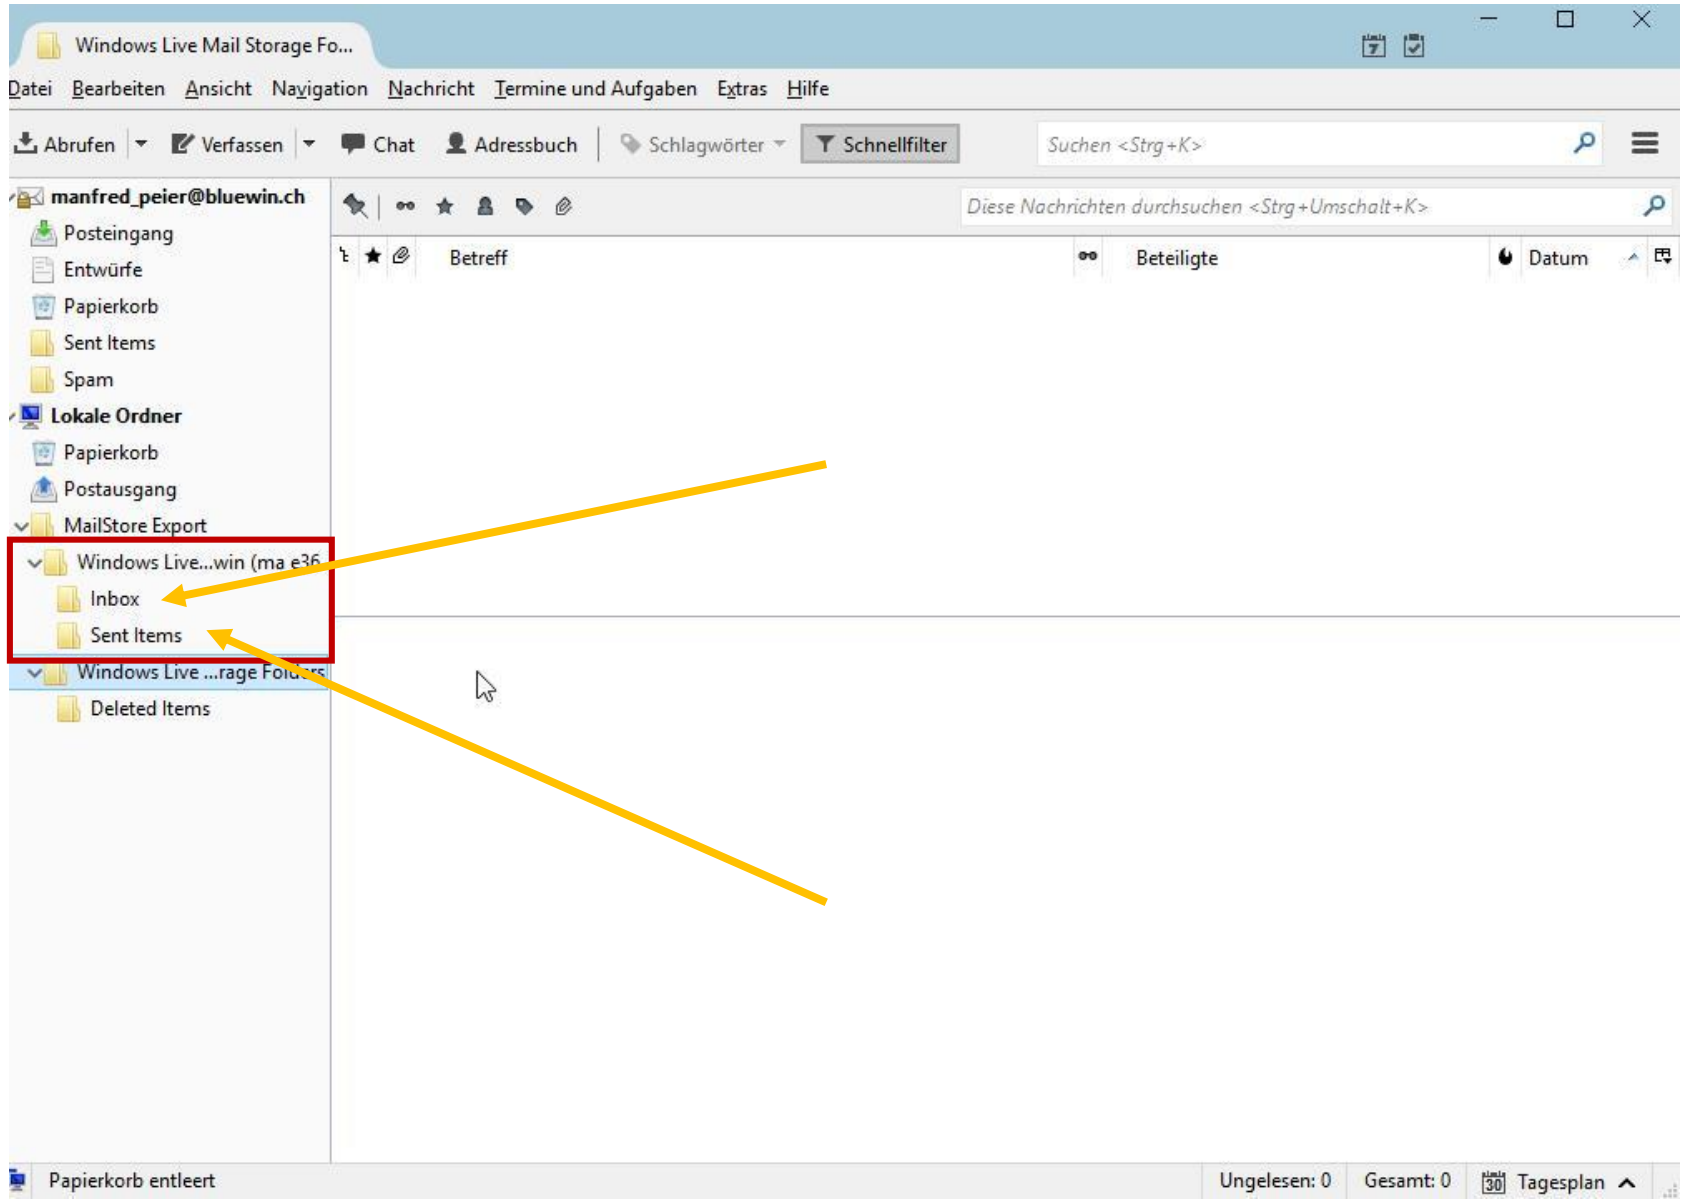 Windows Live Mail Storage Fo...
Datei Bearbeiten Ansicht Navigation Nachricht Termine und Aufgaben Extras Hilfe
Abrufen Verfassen Chat Adressbuch Schlagwörter Schnellfilter Suchen <Strg+K>
manfred_peier@bluewin.ch
Diese Nachrichten durchsuchen <Strg+Umschalt+K>
Posteingang
Betreff Beteiligte Datum
Entwürfe
Papierkorb
Sent Items
Spam
Lokale Ordner
Papierkorb
Postausgang
MailStore Export
Windows Live...win (ma e36
Inbox
Sent Items
Windows Live ...rage Folders
Deleted Items
Papierkorb entleert Ungelesen: 0 Gesamt: 0 30 Tagesplan